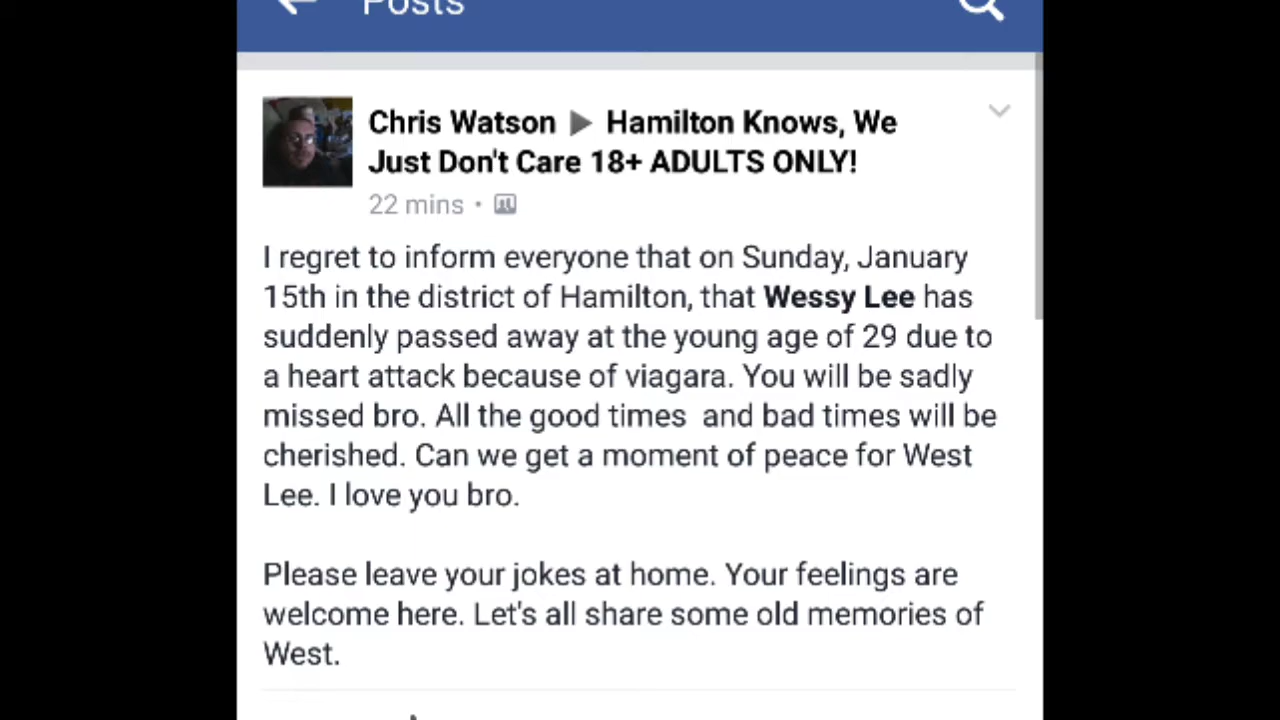 Posts
Chris Watson ▶ Hamilton Knows, We
Just Don't Care 18+ ADULTS ONLY!
22 mins ·
I regret to inform everyone that on Sunday, January
15th in the district of Hamilton, that Wessy Lee has
suddenly passed away at the young age of 29 due to
a heart attack because of viagara. You will be sadly
missed bro. All the good times  and bad times will be
cherished. Can we get a moment of peace for West
Lee. I love you bro.
Please leave your jokes at home. Your feelings are
welcome here. Let's all share some old memories of
West.